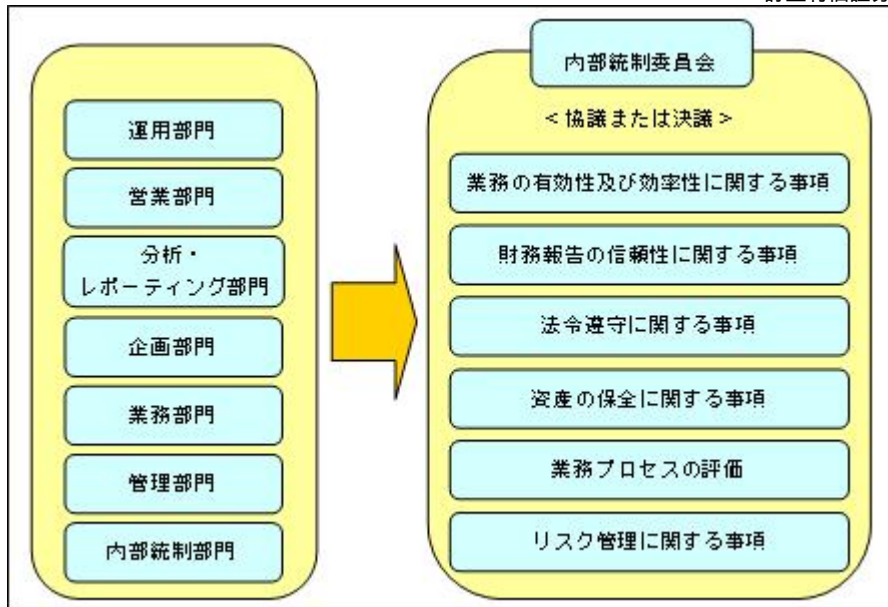 運用部門
営業部門
分析・
レポーティング部門
企画部門
業務部門
管理部門
内部統制部門
内部統制委員会
＜協議または決議＞
業務の有効性及び効率性に関する事項
財務報告の信頼性に関する事項
法令遵守に関する事項
資産の保全に関する事項
業務プロセスの評価
リスク管理に関する事項